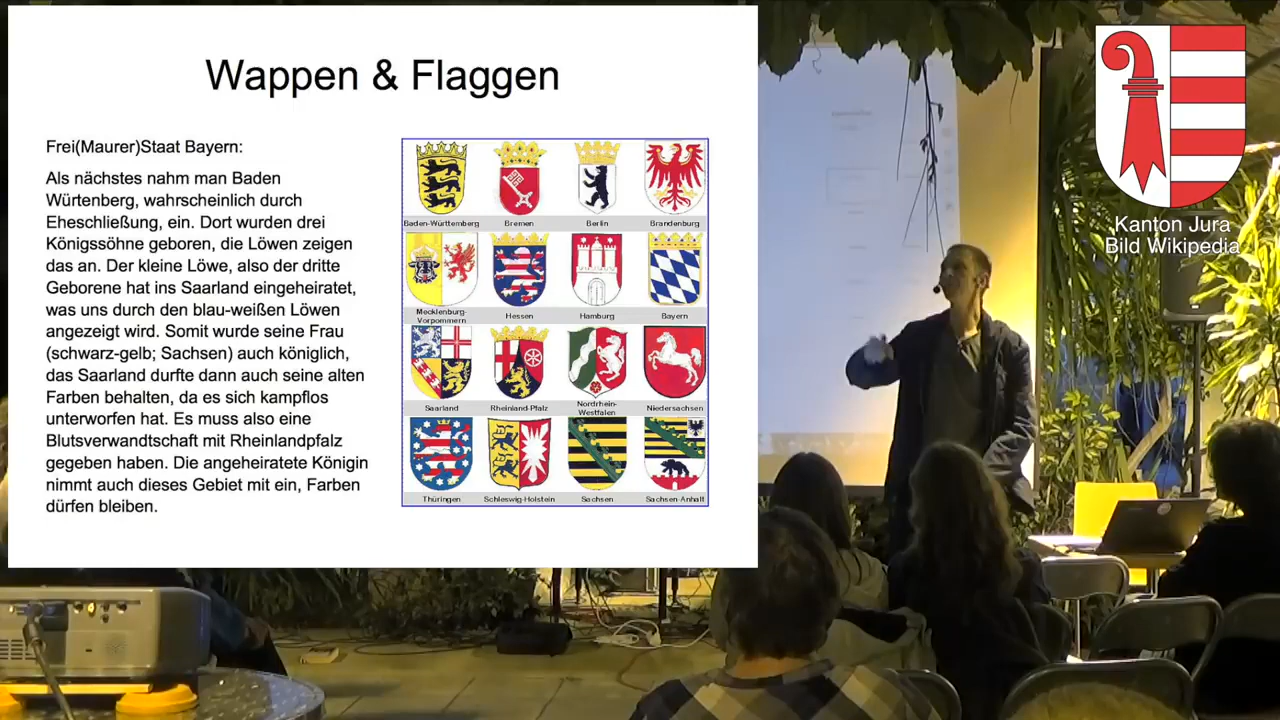 Wappen & Flaggen
Frei(Maurer)Staat Bayern:
Als nächstes nahm man Baden
Würtenberg, wahrscheinlich durch
Eheschließung, ein. Dort wurden drei
Königssöhne geboren, die Löwen zeigen
das an. Der kleine Löwe, also der dritte
Geborene hat ins Saarland eingeheiratet,
was uns durch den blau-weißen Löwen
angezeigt wird. Somit wurde seine Frau
(schwarz-gelb; Sachsen) auch königlich,
das Saarland durfte dann auch seine alten
Farben behalten, da es sich kampflos
unterworfen hat. Es muss also eine
Blutsverwandtschaft mit Rheinlandpfalz
gegeben haben. Die angeheiratete Königin
nimmt auch dieses Gebiet mit ein, Farben
dürfen bleiben.
Baden-Württemberg Bremen Berlin Brandenburg
Mecklenburg-
Vorpommern Hessen Hamburg Bayern
Saarland Rheinland-Pfalz Nordrhein-
Westfalen Niedersachsen
Thüringen Schleswig-Holstein Sachsen Sachsen-Anhalt
Kanton Jura
Bild Wikipedia